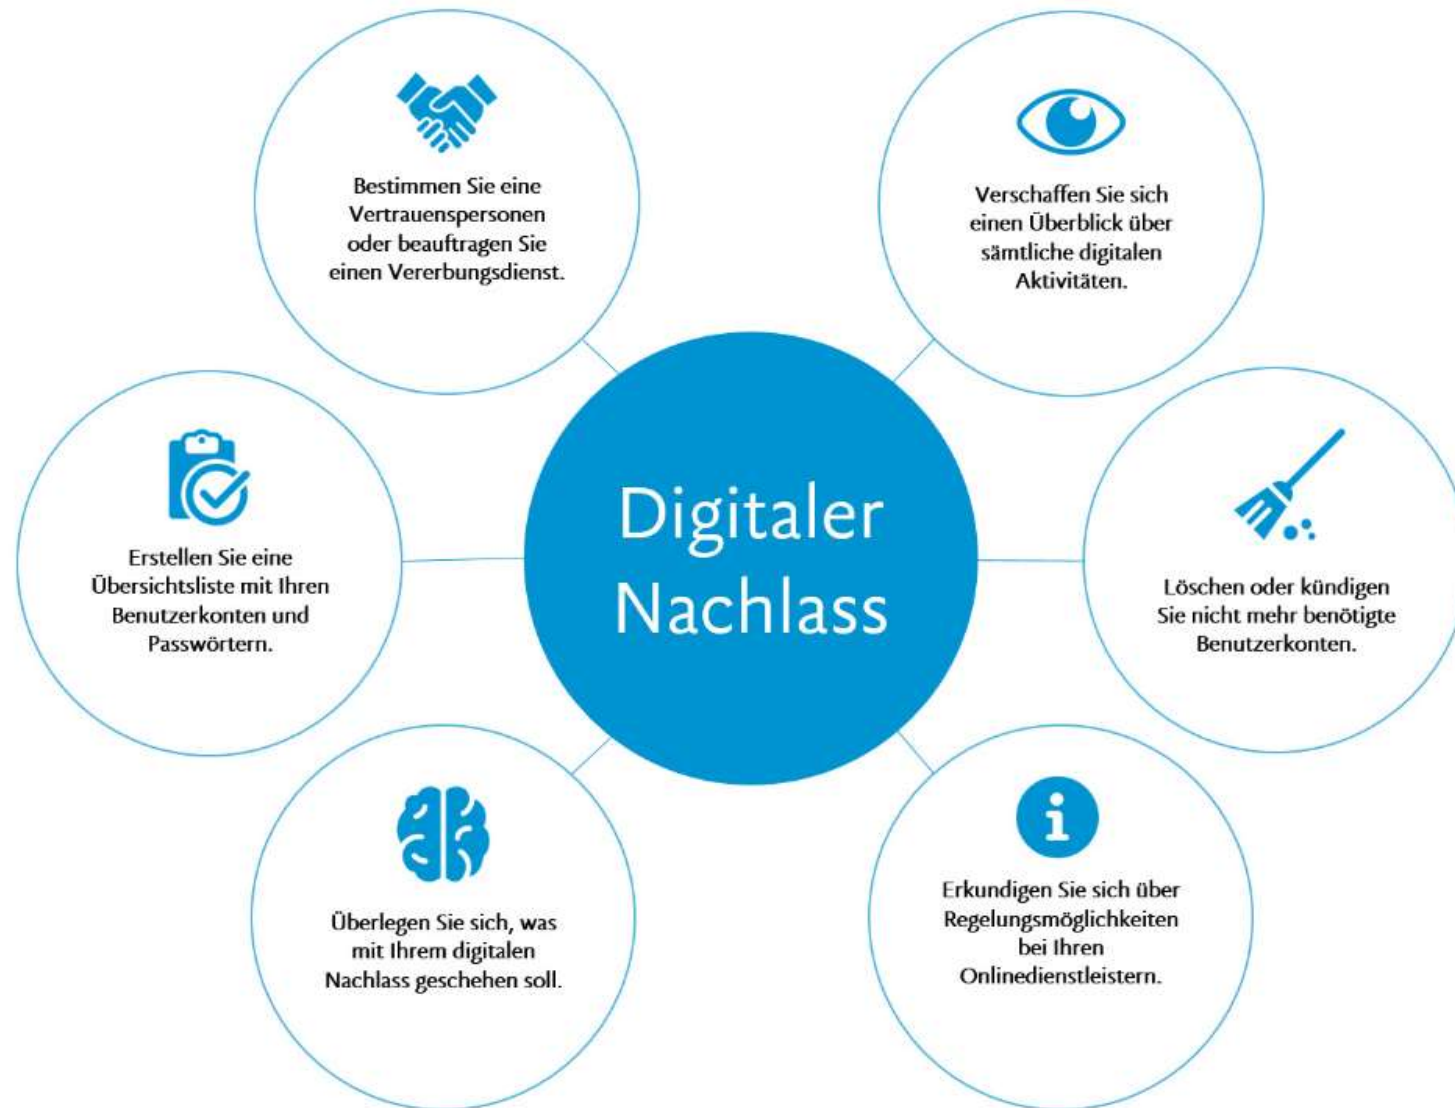 Bestimmen Sie eine
Vertrauenspersonen
oder beauftragen Sie
einen Vererbungsdienst.
Verschaffen Sie sich
einen Überblick über
sämtliche digitalen
Aktivitäten.
Erstellen Sie eine
Übersichtsliste mit Ihren
Benutzerkonten und
Passwörtern.
Digitaler
Nachlass
Löschen oder kündigen
Sie nicht mehr benötigte
Benutzerkonten.
Überlegen Sie sich, was
mit Ihrem digitalen
Nachlass geschehen soll.
Erkundigen Sie sich über
Regelungsmöglichkeiten
bei Ihren
Onlinedienstleistern.